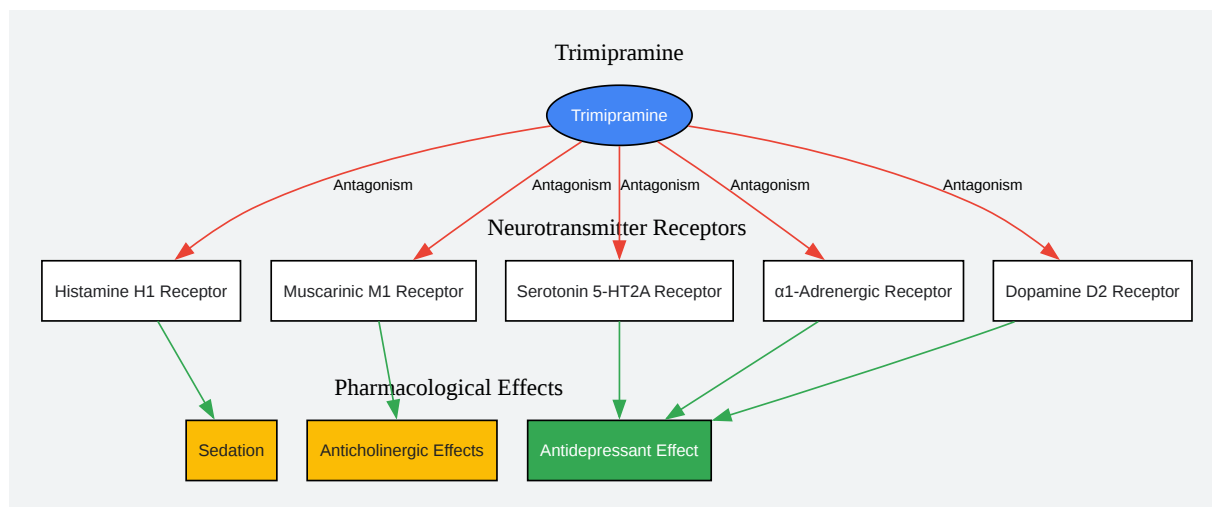 Trimipramine
Trimipramine
Antagonism Antagonism Antagonism Antagonism Antagonism
Neurotransmitter Receptors
Histamine H1 Receptor Muscarinic M1 Receptor Serotonin 5-HT2A Receptor α1-Adrenergic Receptor Dopamine D2 Receptor
Pharmacological Effects
Sedation Anticholinergic Effects Antidepressant Effect